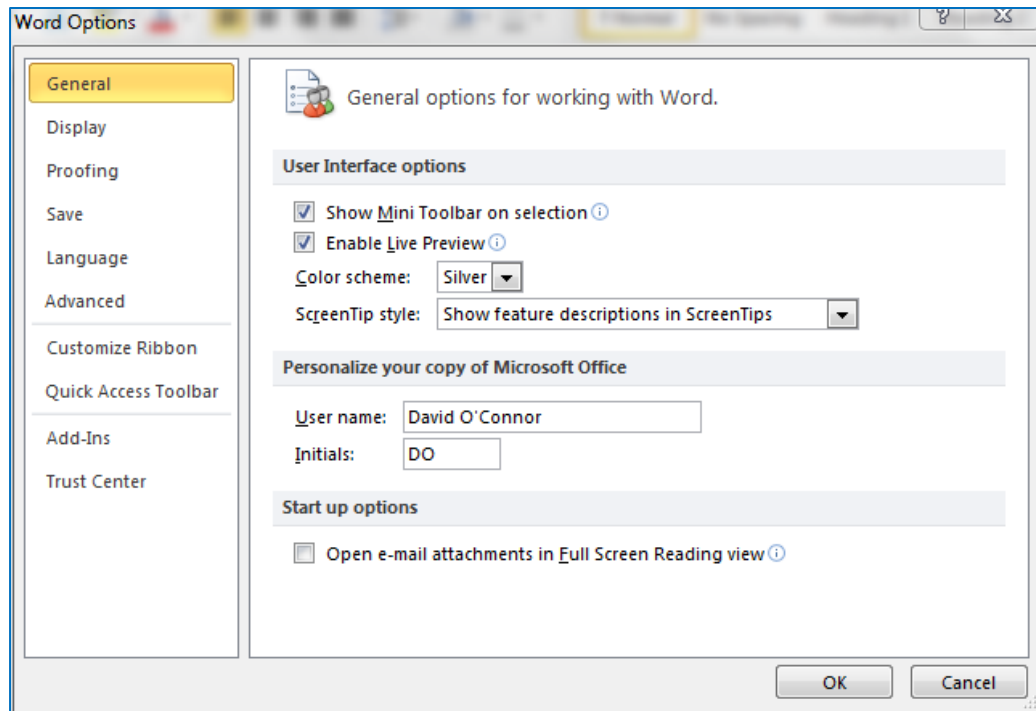 Word Options
General
Display
Proofing
Save
Language
Advanced
Customize Ribbon
Quick Access Toolbar
Add-Ins
Trust Center
General options for working with Word.
User Interface options
Show Mini Toolbar on selection
Enable Live Preview
Color scheme: Silver
ScreenTip style: Show feature descriptions in ScreenTips
Personalize your copy of Microsoft Office
User name: David O'Connor
Initials: DO
Start up options
Open e-mail attachments in Full Screen Reading view
OK Cancel